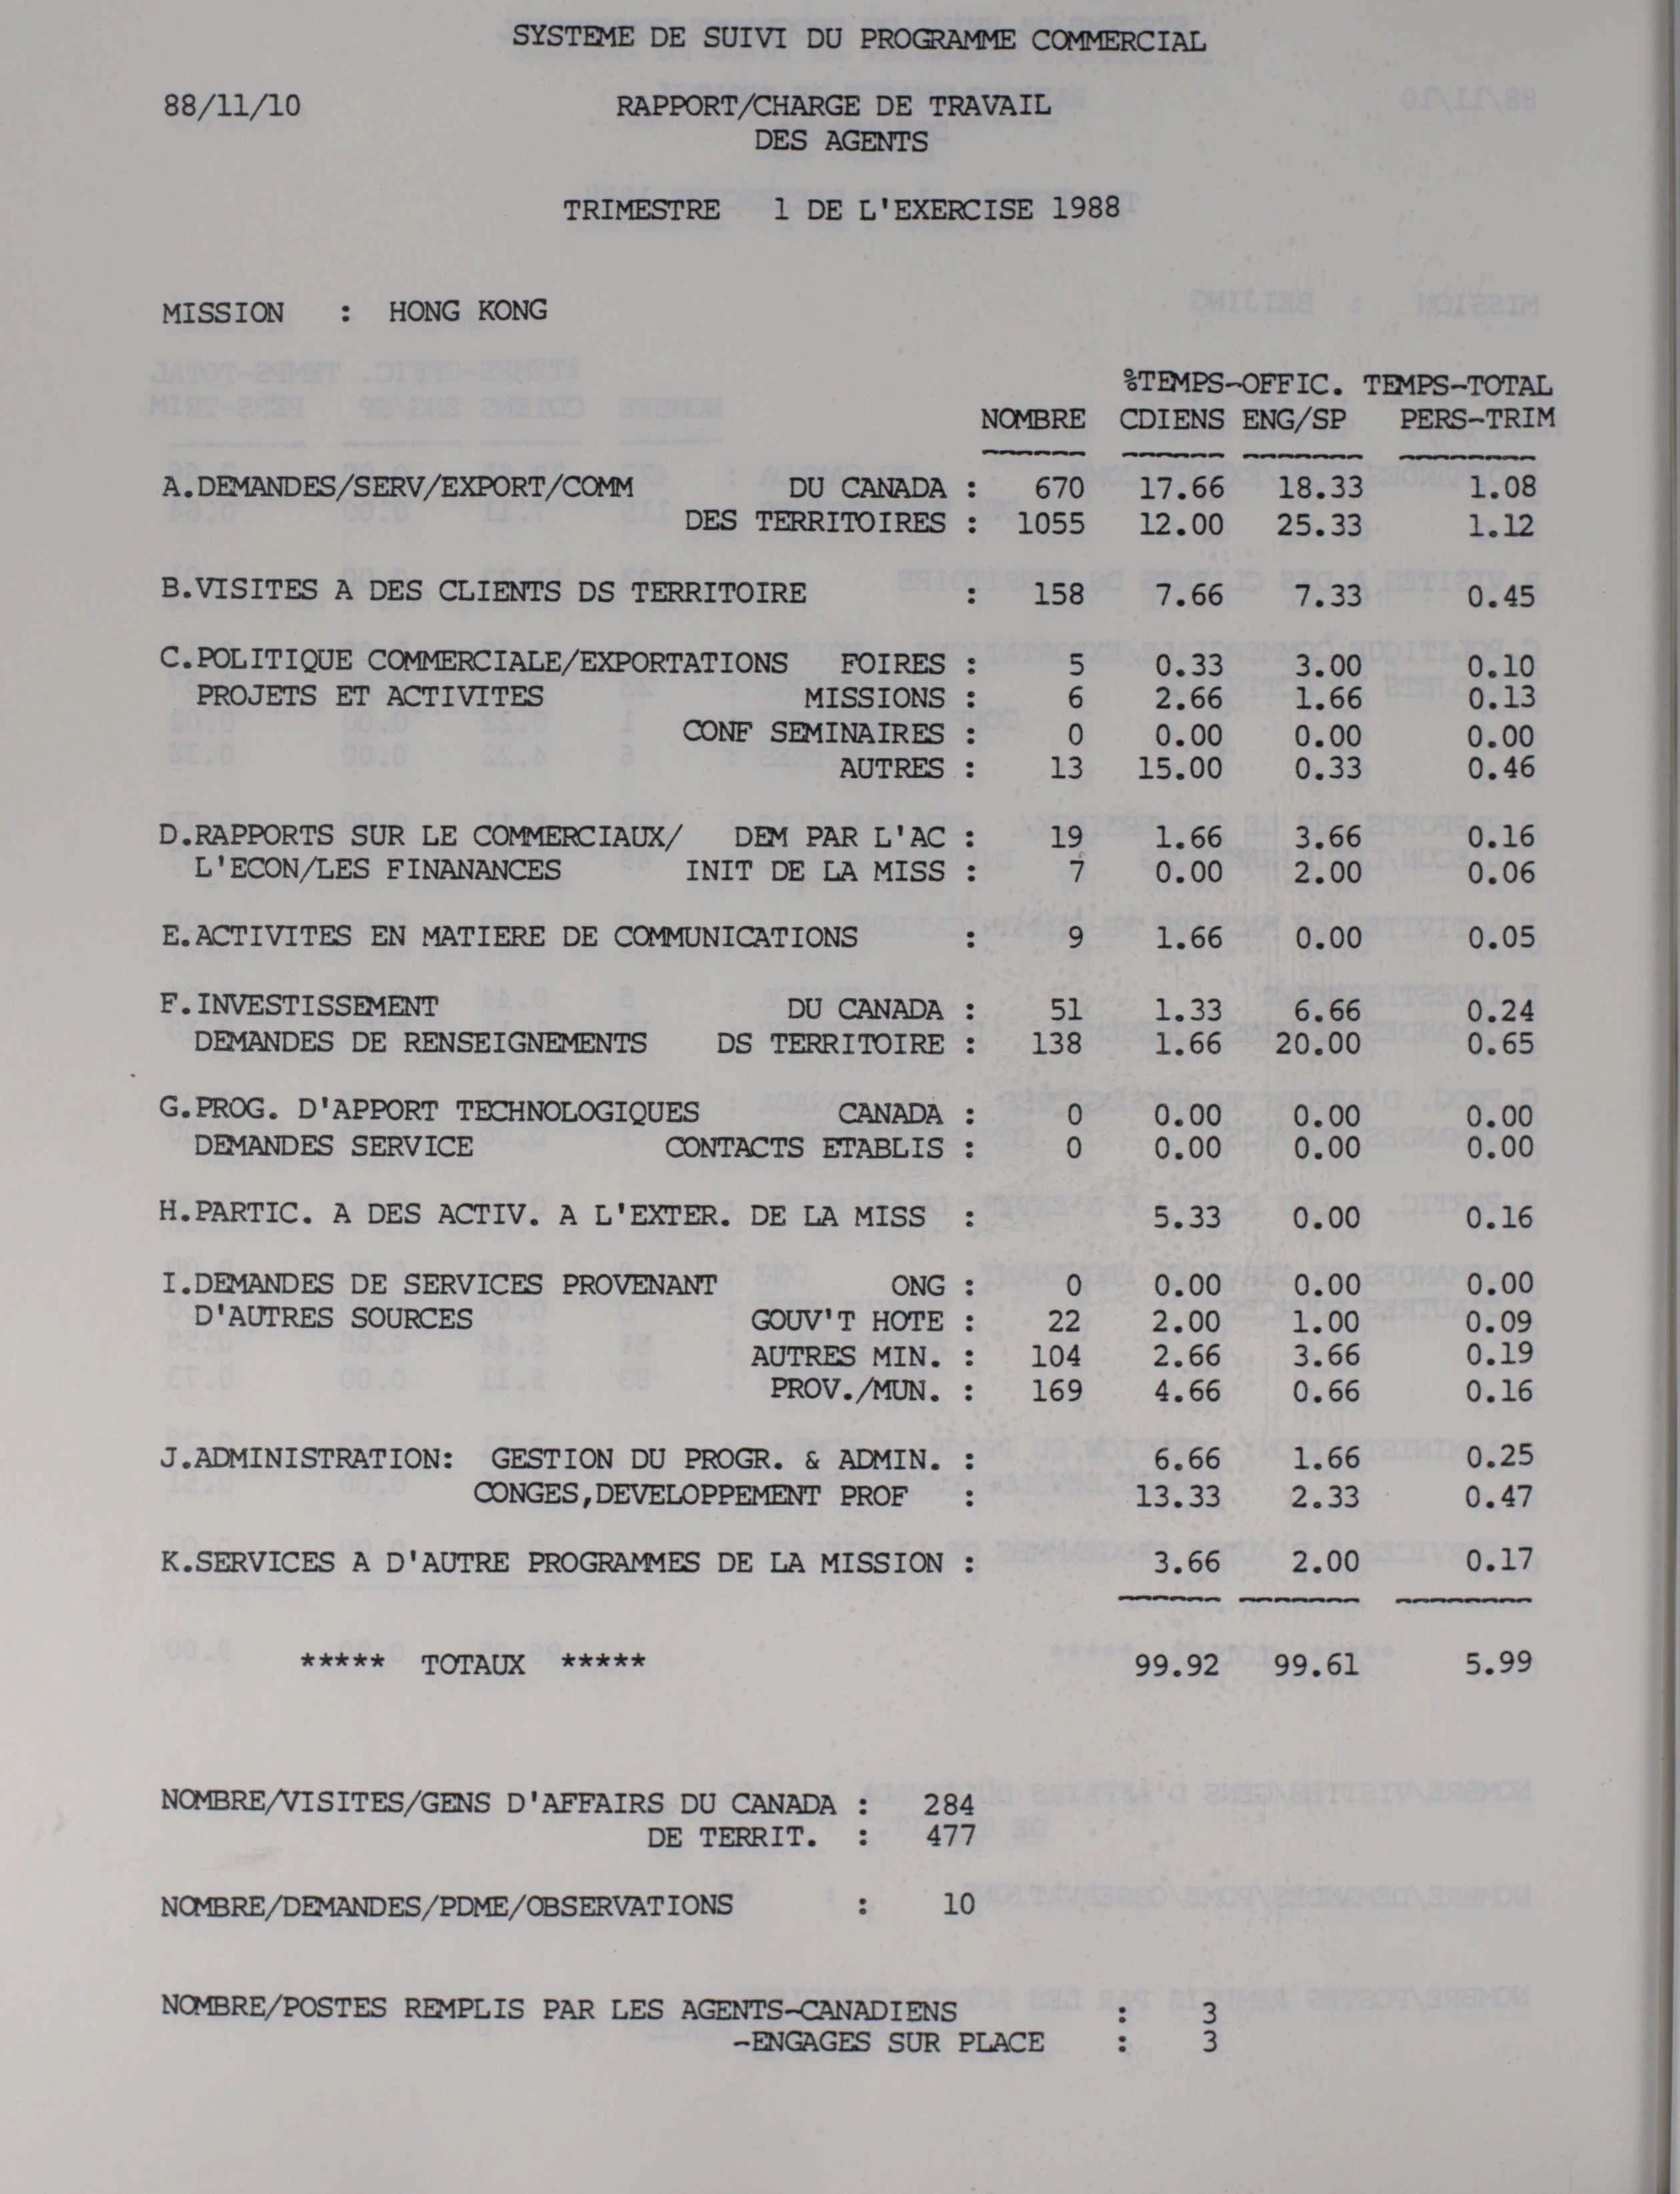 SYSTEME DE SUIVI DU PROGRAMME COMMERCIAL
88/11/10 RAPPORT/CHARGE DE TRAVAIL
DES AGENTS
TRIMESTRE 1 DE L'EXERCISE 1988
MISSION : HONG KONG
%TEMPS-OFFIC. TEMPS-TOTAL
NOMBRE CDIENS ENG/SP PERS-TRIM
A.DEMANDES/SERV/EXPORT/COMM DU CANADA : 670 17.66 18.33 1.08
DES TERRITOIRES : 1055 12.00 25.33 1.12
B.VISITES A DES CLIENTS DS TERRITOIRE : 158 7.66 7.33 0.45
C.POLITIQUE COMMERCIALE/EXPORTATIONS FOIRES : 5 0.33 3.00 0.10
PROJETS ET ACTIVITES MISSIONS : 6 2.66 1.66 0.13
CONF SEMINAIRES : 0 0.00 0.00 0.00
AUTRES : 13 15.00 0.33 0.46
D.RAPPORTS SUR LE COMMERCIAUX/ DEM PAR L'AC : 19 1.66 3.66 0.16
L'ECON/LES FINANANCES INIT DE LA MISS : 7 0.00 2.00 0.06
E.ACTIVITES EN MATIERE DE COMMUNICATIONS : 9 1.66 0.00 0.05
F.INVESTISSEMENT DU CANADA : 51 1.33 6.66 0.24
DEMANDES DE RENSEIGNEMENTS DS TERRITOIRE : 138 1.66 20.00 0.65
G.PROG. D'APPORT TECHNOLOGIQUES CANADA : 0 0.00 0.00 0.00
DEMANDES SERVICE CONTACTS ETABLIS : 0 0.00 0.00 0.00
H.PARTIC. A DES ACTIV. A L'EXTER. DE LA MISS : 5.33 0.00 0.16
I.DEMANDES DE SERVICES PROVENANT ONG : 0 0.00 0.00 0.00
D'AUTRES SOURCES GOUV'T HOTE : 22 2.00 1.00 0.09
AUTRES MIN. : 104 2.66 3.66 0.19
PROV./MUN. : 169 4.66 0.66 0.16
J.ADMINISTRATION: GESTION DU PROGR. & ADMIN. : 6.66 1.66 0.25
CONGES,DEVELOPPEMENT PROF : 13.33 2.33 0.47
K.SERVICES A D'AUTRE PROGRAMMES DE LA MISSION : 3.66 2.00 0.17
***** TOTAUX ***** 99.92 99.61 5.99
NOMBRE/VISITES/GENS D'AFFAIRS DU CANADA : 284
DE TERRIT. : 477
NOMBRE/DEMANDES/PDME/OBSERVATIONS : 10
NOMBRE/POSTES REMPLIS PAR LES AGENTS-CANADIENS : 3
-ENGAGES SUR PLACE : 3